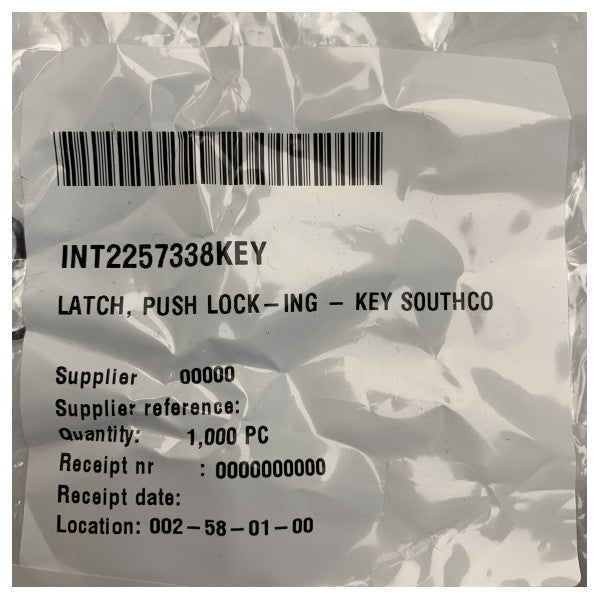 INT2257338KEY
LATCH, PUSH LOCK-ING - KEY SOUTHCO
Supplier 00000
Supplier reference:
Quantity: 1,000 PC
Receipt nr : 0000000000
Receipt date:
Location: 002-58-01-00